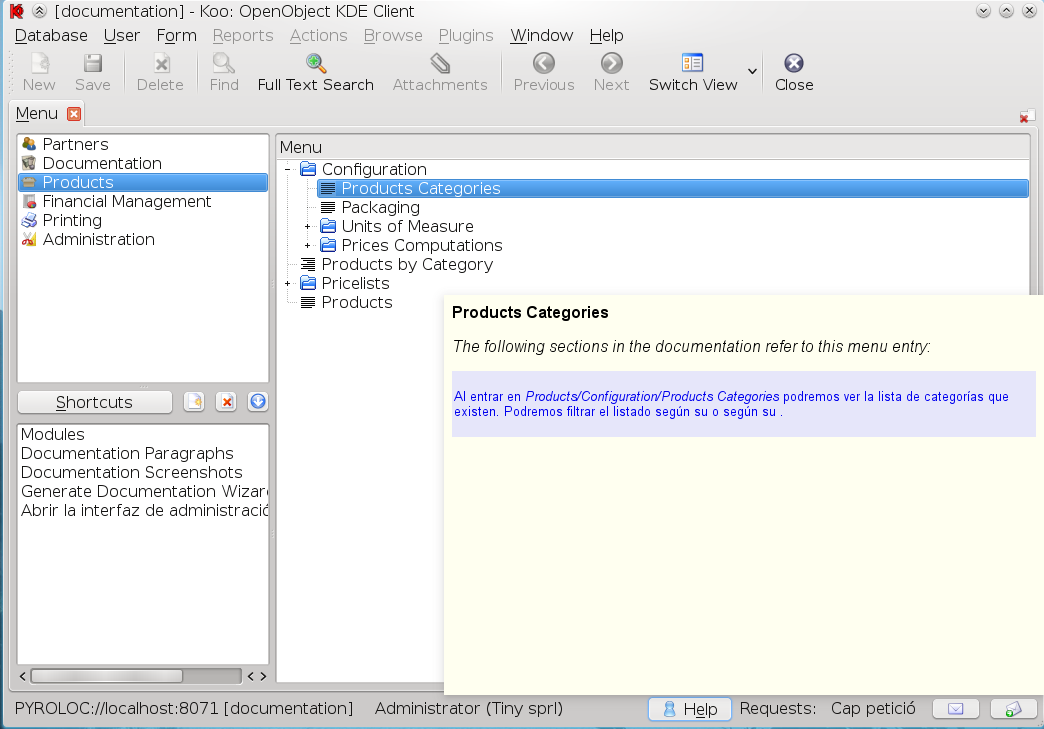 [documentation] - Koo: OpenObject KDE Client
Database User Form Reports Actions Browse Plugins Window Help
New Save Delete Find Full Text Search Attachments Previous Next Switch View Close
Menu
Partners
Documentation
Products
Financial Management
Printing
Administration
Shortcuts
Modules
Documentation Paragraphs
Documentation Screenshots
Generate Documentation Wizar
Abrir la interfaz de administració
Menu
Configuration
Products Categories
Packaging
Units of Measure
Prices Computations
Products by Category
Pricelists
Products
Products Categories
The following sections in the documentation refer to this menu entry:
Al entrar en Products/Configuration/Products Categories podremos ver la lista de categorías que
existen. Podremos filtrar el listado según su o según su .
PYROLOC://localhost:8071 [documentation] Administrator (Tiny sprl) Help Requests: Cap petició